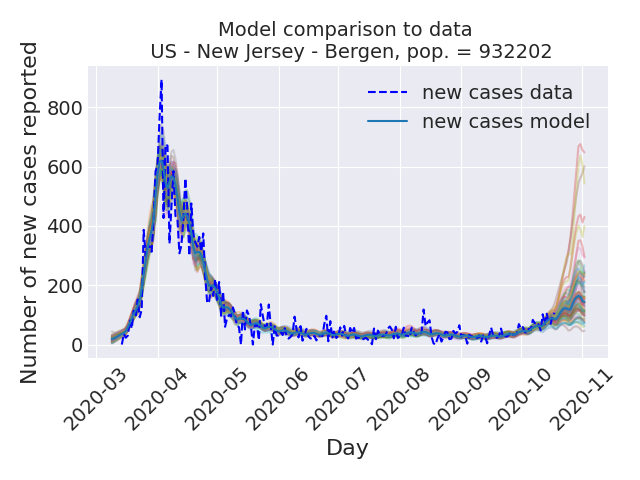 Model comparison to data
US - New Jersey - Bergen, pop. = 932202
new cases data
new cases model
Number of new cases reported
800
600
400
200
0
2020-03
2020-04
2020-05
2020-06
2020-07
2020-08
2020-09
2020-10
2020-11
Day